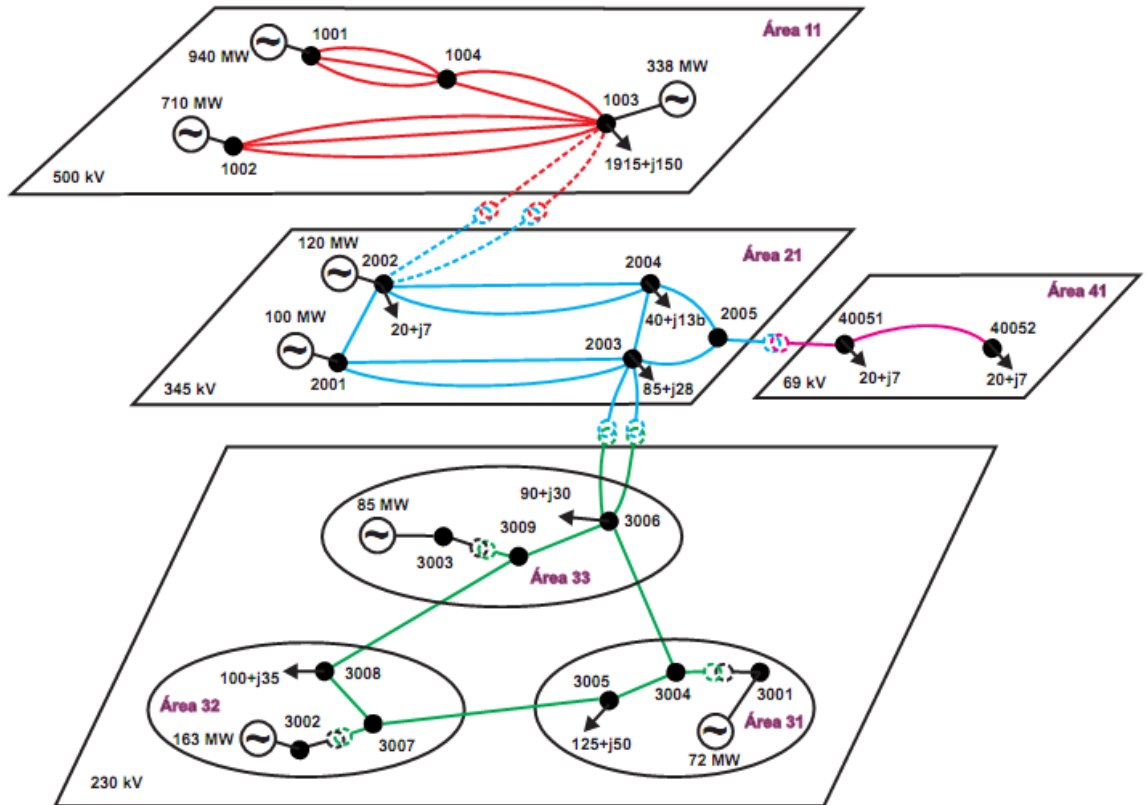 Área 11
1001
940 MW
1004
338 MW
1003
710 MW
1002
1915+j150
500 kV
120 MW
2002
2004
Área 21
Área 41
20+j7
40+j13b
2005
40051
40052
100 MW
2003
2001
85+j28
20+j7
20+j7
345 kV
69 kV
90+j30
85 MW
3009
3006
3003
Área 33
100+j35
3008
3005
3004
3001
Área 32
3002
Área 31
163 MW
3007
125+j50
72 MW
230 kV